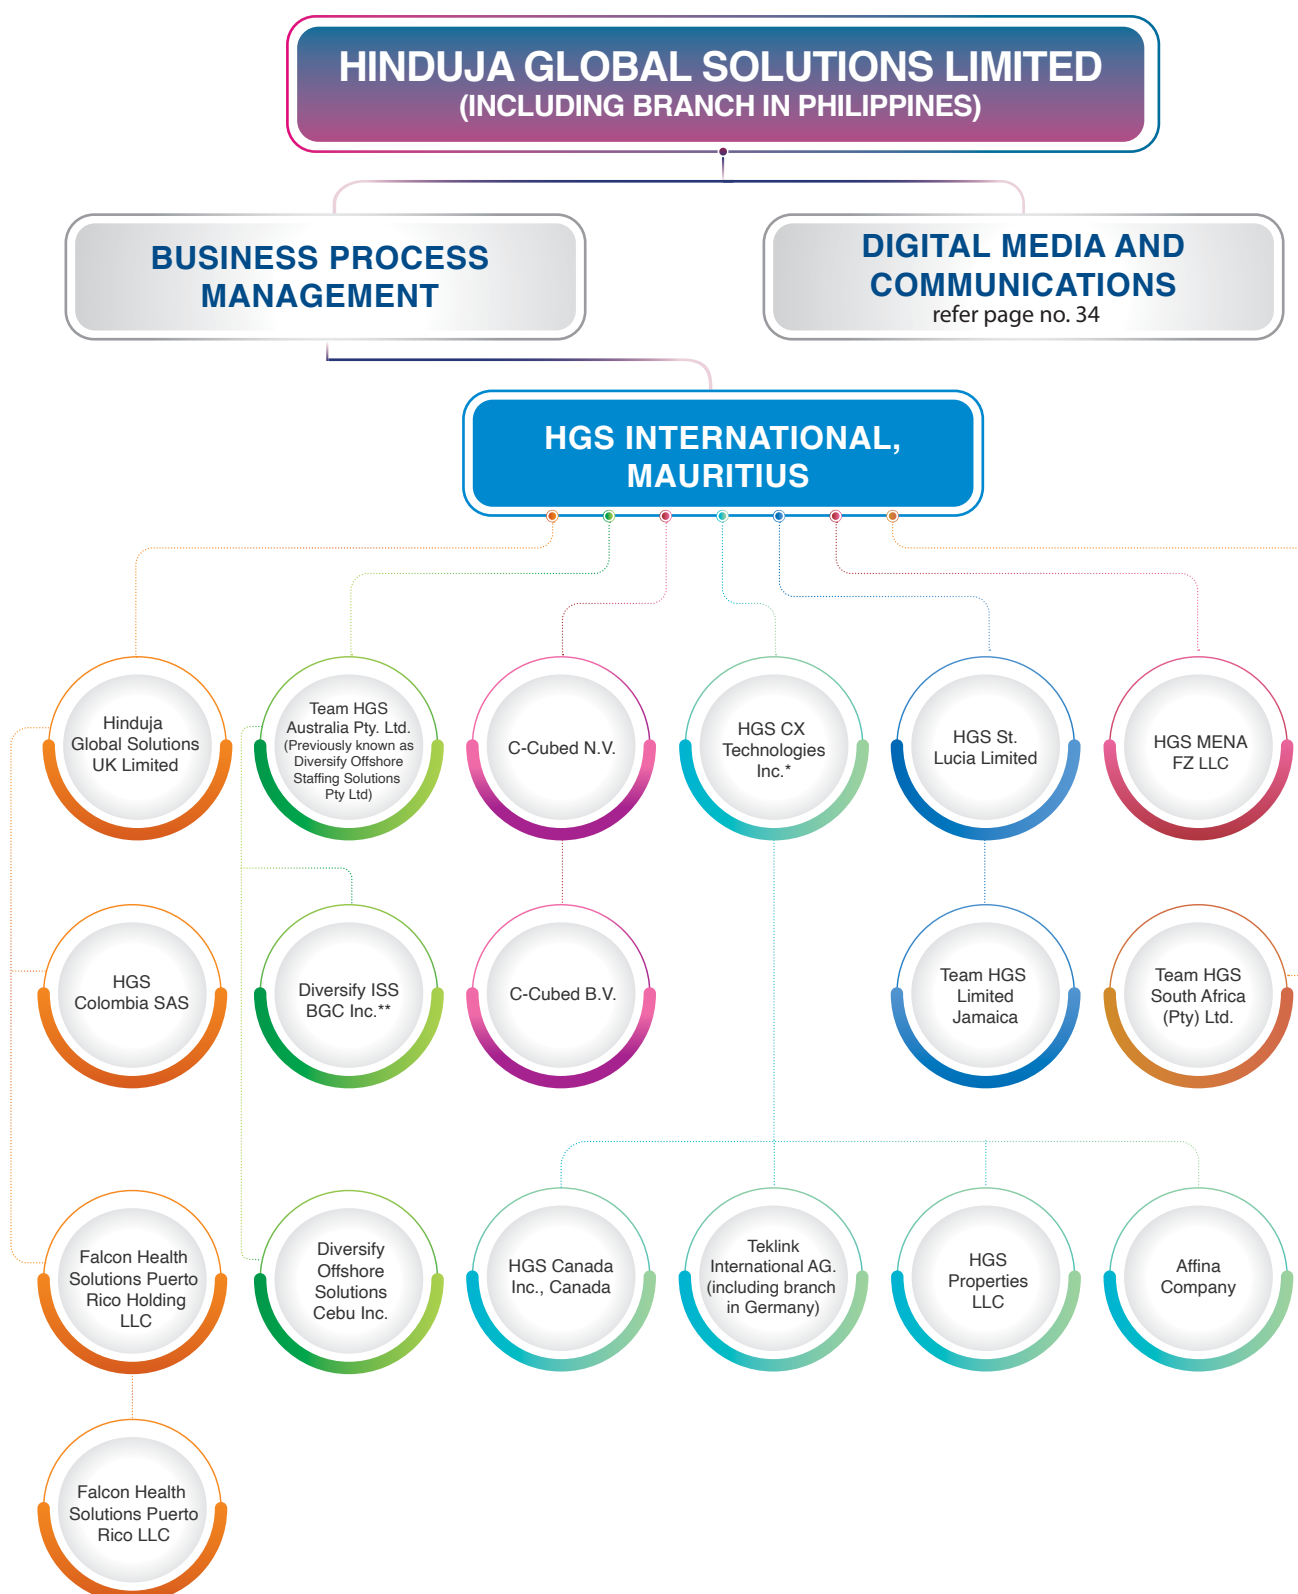 HINDUJA GLOBAL SOLUTIONS LIMITED
(INCLUDING BRANCH IN PHILIPPINES)
BUSINESS PROCESS
MANAGEMENT
DIGITAL MEDIA AND
COMMUNICATIONS
refer page no. 34
HGS INTERNATIONAL,
MAURITIUS
Hinduja
Global Solutions
UK Limited
Team HGS
Australia Pty. Ltd.
(Previously known as
Diversify Offshore
Staffing Solutions
Pty Ltd)
C-Cubed N.V.
HGS CX
Technologies
Inc.*
HGS St.
Lucia Limited
HGS MENA
FZ LLC
HGS
Colombia SAS
Diversify ISS
BGC Inc.**
C-Cubed B.V.
Team HGS
Limited
Jamaica
Team HGS
South Africa
(Pty) Ltd.
Falcon Health
Solutions Puerto
Rico Holding
LLC
Diversify
Offshore
Solutions
Cebu Inc.
HGS Canada
Inc., Canada
Teklink
International AG.
(including branch
in Germany)
HGS
Properties
LLC
Affina
Company
Falcon Health
Solutions Puerto
Rico LLC